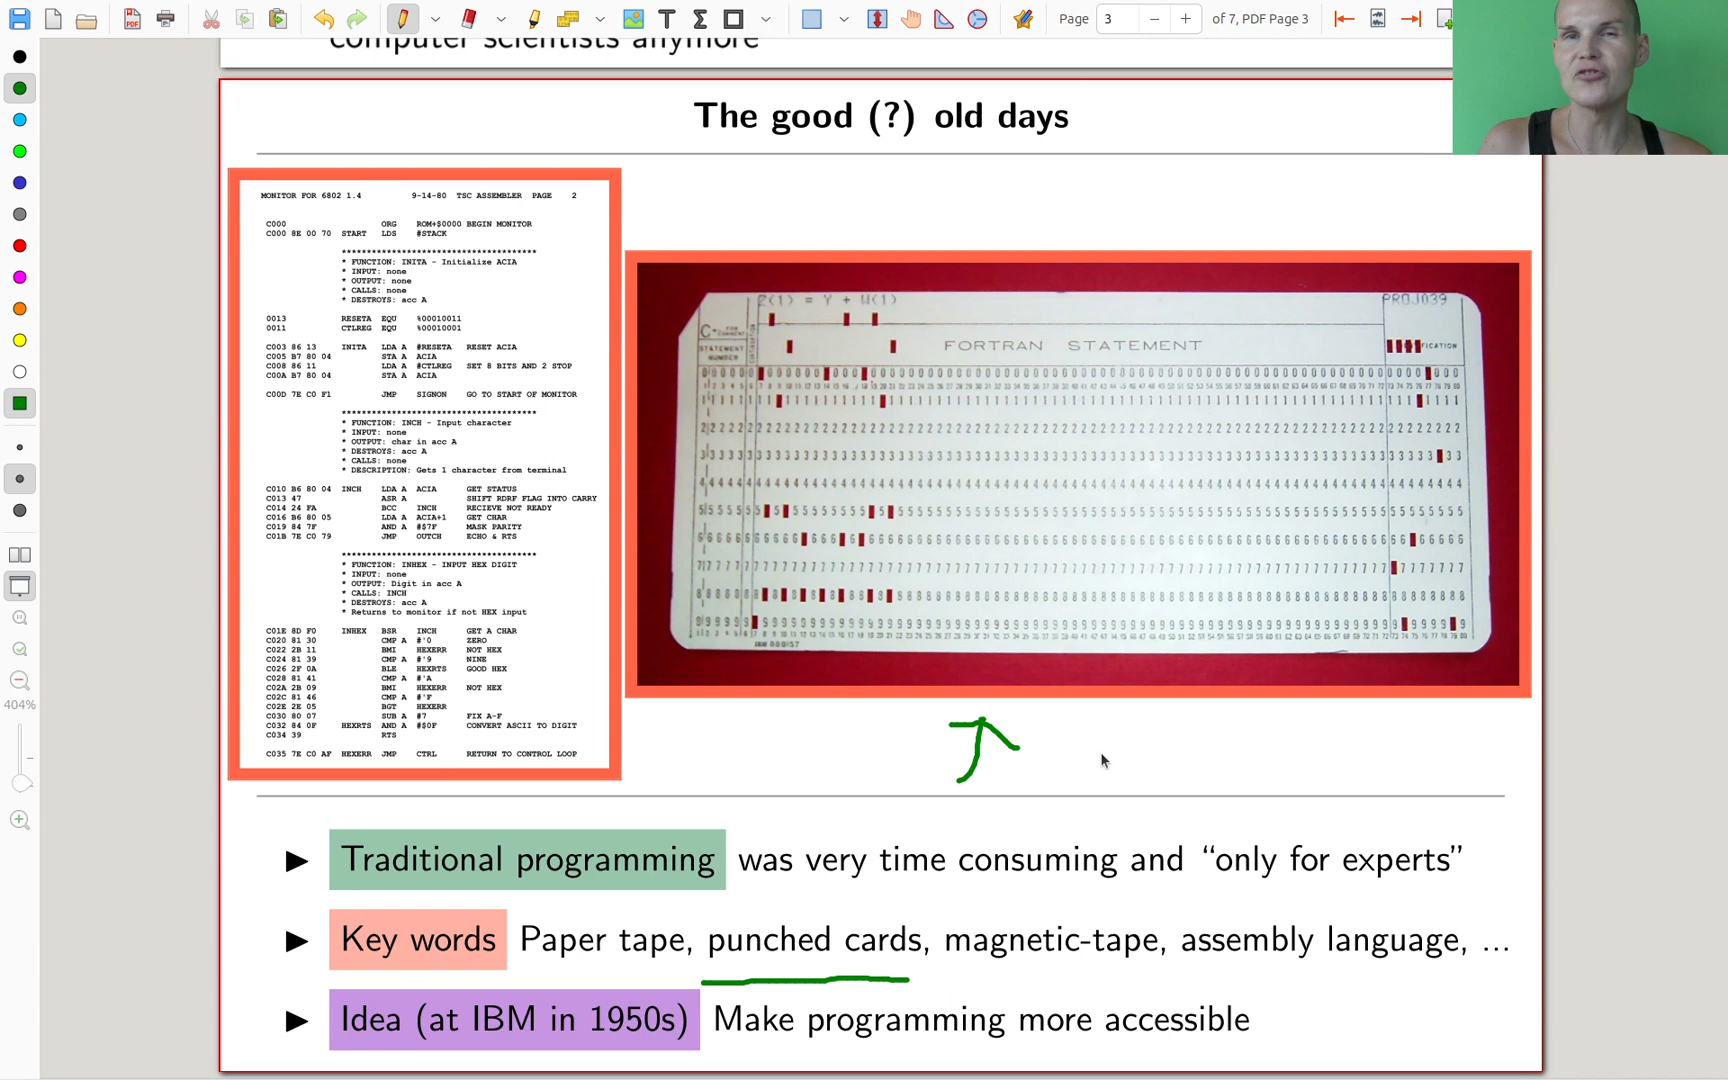 Page 3 of 7, PDF Page 3
computer scientists anymore
The good (?) old days
MONITOR FOR 6802 1.4 9-14-80 TSC ASSEMBLER PAGE 2
C000 ORG ROM+$0000 BEGIN MONITOR
C000 8E 00 70 START LDS #STACK
****************************************
* FUNCTION: INITA - Initialize ACIA
* INPUT: none
* OUTPUT: none
* CALLS: none
* DESTROYS: acc A
0013 RESETA EQU %00010011
0011 CTLREG EQU %00010001
C003 86 13 INITA LDA A #RESETA RESET ACIA
C005 B7 80 04 STA A ACIA
C008 86 11 LDA A #CTLREG SET 8 BITS AND 2 STOP
C00A B7 80 04 STA A ACIA
C00D 7E C0 F1 JMP SIGNON GO TO START OF MONITOR
****************************************
* FUNCTION: INCH - Input character
* INPUT: none
* OUTPUT: char in acc A
* DESTROYS: acc A
* CALLS: none
* DESCRIPTION: Gets 1 character from terminal
C010 B6 80 04 INCH LDA A ACIA GET STATUS
C013 47 ASR A SHIFT RDRF FLAG INTO CARRY
C014 24 FA BCC INCH RECIEVE NOT READY
C016 B6 80 05 LDA A ACIA+1 GET CHAR
C019 84 7F AND A #$7F MASK PARITY
C01B 7E C0 79 JMP OUTCH ECHO & RTS
****************************************
* FUNCTION: INHEX - INPUT HEX DIGIT
* INPUT: none
* OUTPUT: Digit in acc A
* CALLS: INCH
* DESTROYS: acc A
* Returns to monitor if not HEX input
C01E 8D F0 INHEX BSR INCH GET A CHAR
C020 81 30 CMP A #'0 ZERO
C022 2B 11 BMI HEXERR NOT HEX
C024 81 39 CMP A #'9 NINE
C026 2F 0A BLE HEXRTS GOOD HEX
C028 81 41 CMP A #'A
C02A 2B 09 BMI HEXERR NOT HEX
C02C 81 46 CMP A #'F
C02E 2E 05 BGT HEXERR
C030 80 07 SUB A #7 FIX A-F
C032 84 0F HEXRTS AND A #$0F CONVERT ASCII TO DIGIT
C034 39 RTS
C035 7E C0 AF HEXERR JMP CTRL RETURN TO CONTROL LOOP
Z(1) = Y + W(1) PROJ039
C FOR COMMENT
STATEMENT NUMBER
FORTRAN STATEMENT
► Traditional programming was very time consuming and “only for experts”
► Key words Paper tape, punched cards, magnetic-tape, assembly language, ...
► Idea (at IBM in 1950s) Make programming more accessible
404%